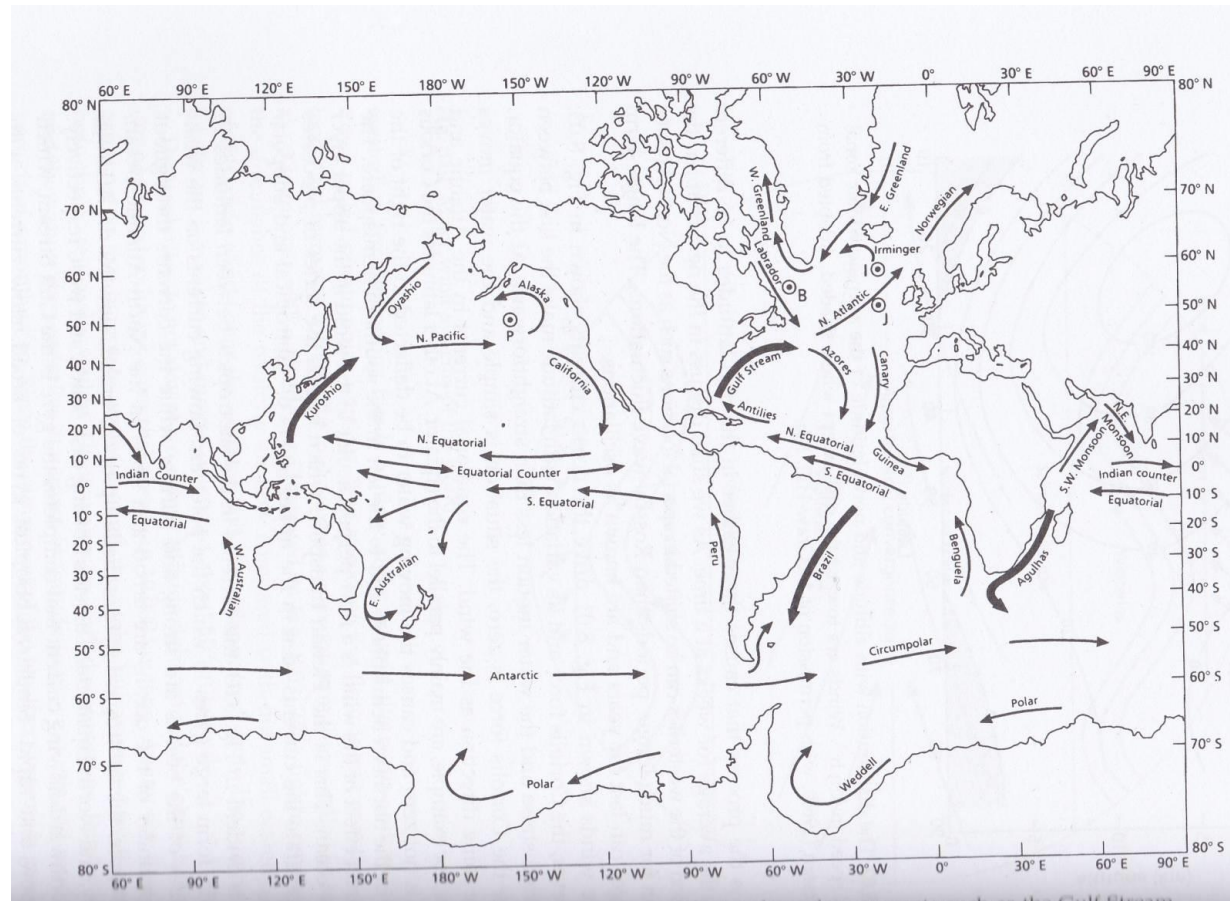 60° E
90° E
120° E
150° E
180°
150° W
120° W
90° W
60° W
30° W
0°
30° E
60° E
90° E
80° N
80° N
70° N
70° N
60° N
60° N
50° N
50° N
40° N
40° N
30° N
30° N
20° N
20° N
10° N
10° N
0°
0°
10° S
10° S
20° S
20° S
30° S
30° S
40° S
40° S
50° S
50° S
60° S
60° S
70° S
70° S
80° S
80° S
W. Greenland
E. Greenland
Norwegian
Irminger
I
Labrador
B
N. Atlantic
J
Oyashio
Alaska
P
N. Pacific
Kuroshio
California
Gulf Stream
Azores
Canary
Antilies
N. Equatorial
N. Equatorial
Guinea
N.E. Monsoon
S.W. Monsoon
Indian Counter
Equatorial Counter
Indian counter
S. Equatorial
S. Equatorial
Equatorial
Equatorial
W. Australian
E. Australian
Peru
Brazil
Benguela
Agulhas
Antarctic
Circumpolar
Polar
Polar
Weddell
60° E
90° E
120° E
150° E
180°
150° W
120° W
90° W
60° W
30° W
0°
30° E
60° E
90° E